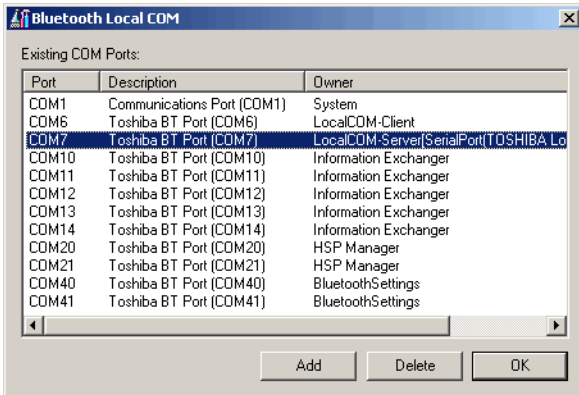 Bluetooth Local COM
Existing COM Ports:
Port Description Owner
COM1 Communications Port (COM1) System
COM6 Toshiba BT Port (COM6) LocalCOM-Client
COM7 Toshiba BT Port (COM7) LocalCOM-Server[SerialPort(TOSHIBA Lo
COM10 Toshiba BT Port (COM10) Information Exchanger
COM11 Toshiba BT Port (COM11) Information Exchanger
COM12 Toshiba BT Port (COM12) Information Exchanger
COM13 Toshiba BT Port (COM13) Information Exchanger
COM14 Toshiba BT Port (COM14) Information Exchanger
COM20 Toshiba BT Port (COM20) HSP Manager
COM21 Toshiba BT Port (COM21) HSP Manager
COM40 Toshiba BT Port (COM40) BluetoothSettings
COM41 Toshiba BT Port (COM41) BluetoothSettings
Add Delete OK